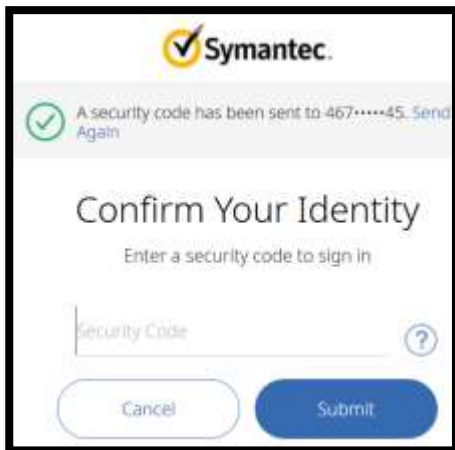 Symantec.
A security code has been sent to 467•••••45. Send
Again
Confirm Your Identity
Enter a security code to sign in
Security Code
?
Cancel
Submit